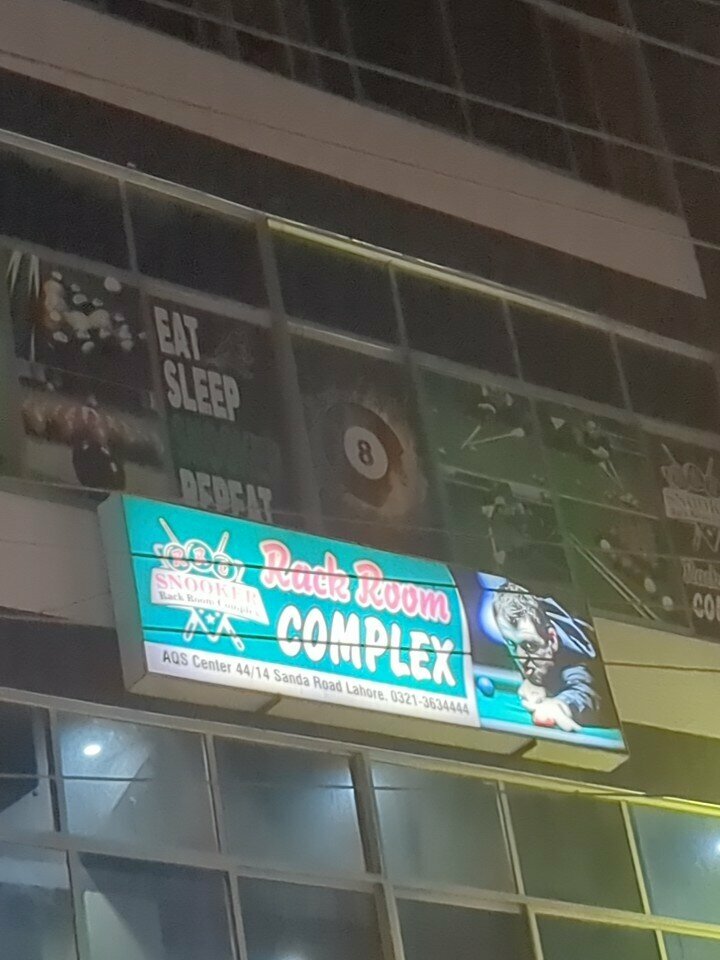 EAT
SLEEP
REPEAT
8
SNOOKER
Rack Room Complex
Rack Room
COMPLEX
AQS Center 44/14 Sanda Road Lahore. 0321-3634444
SNOOKER